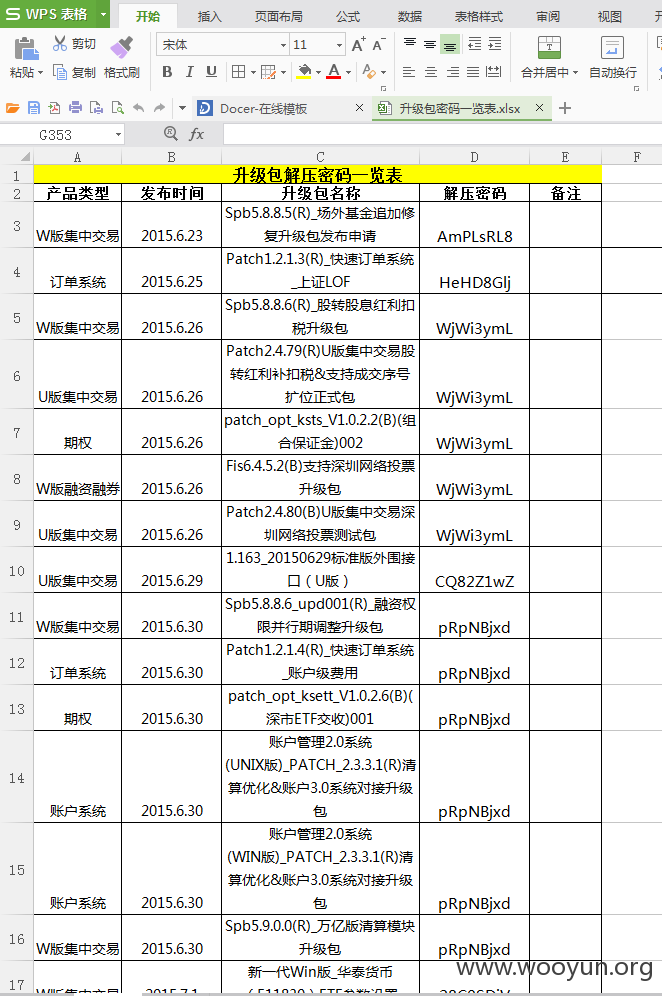 WPS 表格
开始 插入 页面布局 公式 数据 表格样式 审阅 视图
粘贴 剪切 复制 格式刷 宋体 11 合并居中 自动换行
Docer-在线模板 升级包密码一览表.xlsx
G353 fx
A B C D E F
1 升级包解压密码一览表
2 产品类型 发布时间 升级包名称 解压密码 备注
Spb5.8.8.5(R)_场外基金追加修
3 W版集中交易 2015.6.23 复升级包发布申请 AmPLsRL8
Patch1.2.1.3(R)_快速订单系统
4 订单系统 2015.6.25 _上证LOF HeHD8Glj
Spb5.8.8.6(R)_股转股息红利扣
5 W版集中交易 2015.6.26 税升级包 WjWi3ymL
Patch2.4.79(R)U版集中交易股
转红利补扣税&支持成交序号
6 U版集中交易 2015.6.26 扩位正式包 WjWi3ymL
patch_opt_ksts_V1.0.2.2(B)(组
7 期权 2015.6.26 合保证金)002 WjWi3ymL
Fis6.4.5.2(B)支持深圳网络投票
8 W版融资融券 2015.6.26 升级包 WjWi3ymL
Patch2.4.80(B)U版集中交易深
9 U版集中交易 2015.6.26 圳网络投票测试包 WjWi3ymL
1.163_20150629标准版外围接
10 U版集中交易 2015.6.29 口（U版） CQ82Z1wZ
Spb5.8.8.6_upd001(R)_融资权
11 W版集中交易 2015.6.30 限并行期调整升级包 pRpNBjxd
Patch1.2.1.4(R)_快速订单系统
12 订单系统 2015.6.30 _账户级费用 pRpNBjxd
patch_opt_ksett_V1.0.2.6(B)(
13 期权 2015.6.30 深市ETF交收)001 pRpNBjxd
账户管理2.0系统
(UNIX版)_PATCH_2.3.3.1(R)清
算优化&账户3.0系统对接升级
14 账户系统 2015.6.30 包 pRpNBjxd
账户管理2.0系统
(WIN版)_PATCH_2.3.3.1(R)清
算优化&账户3.0系统对接升级
15 账户系统 2015.6.30 包 pRpNBjxd
Spb5.9.0.0(R)_万亿版清算模块
16 W版集中交易 2015.6.30 升级包 pRpNBjxd
www.wooyun.org
新一代Win版_华泰货币
17 W版集中交易 2015.7.1